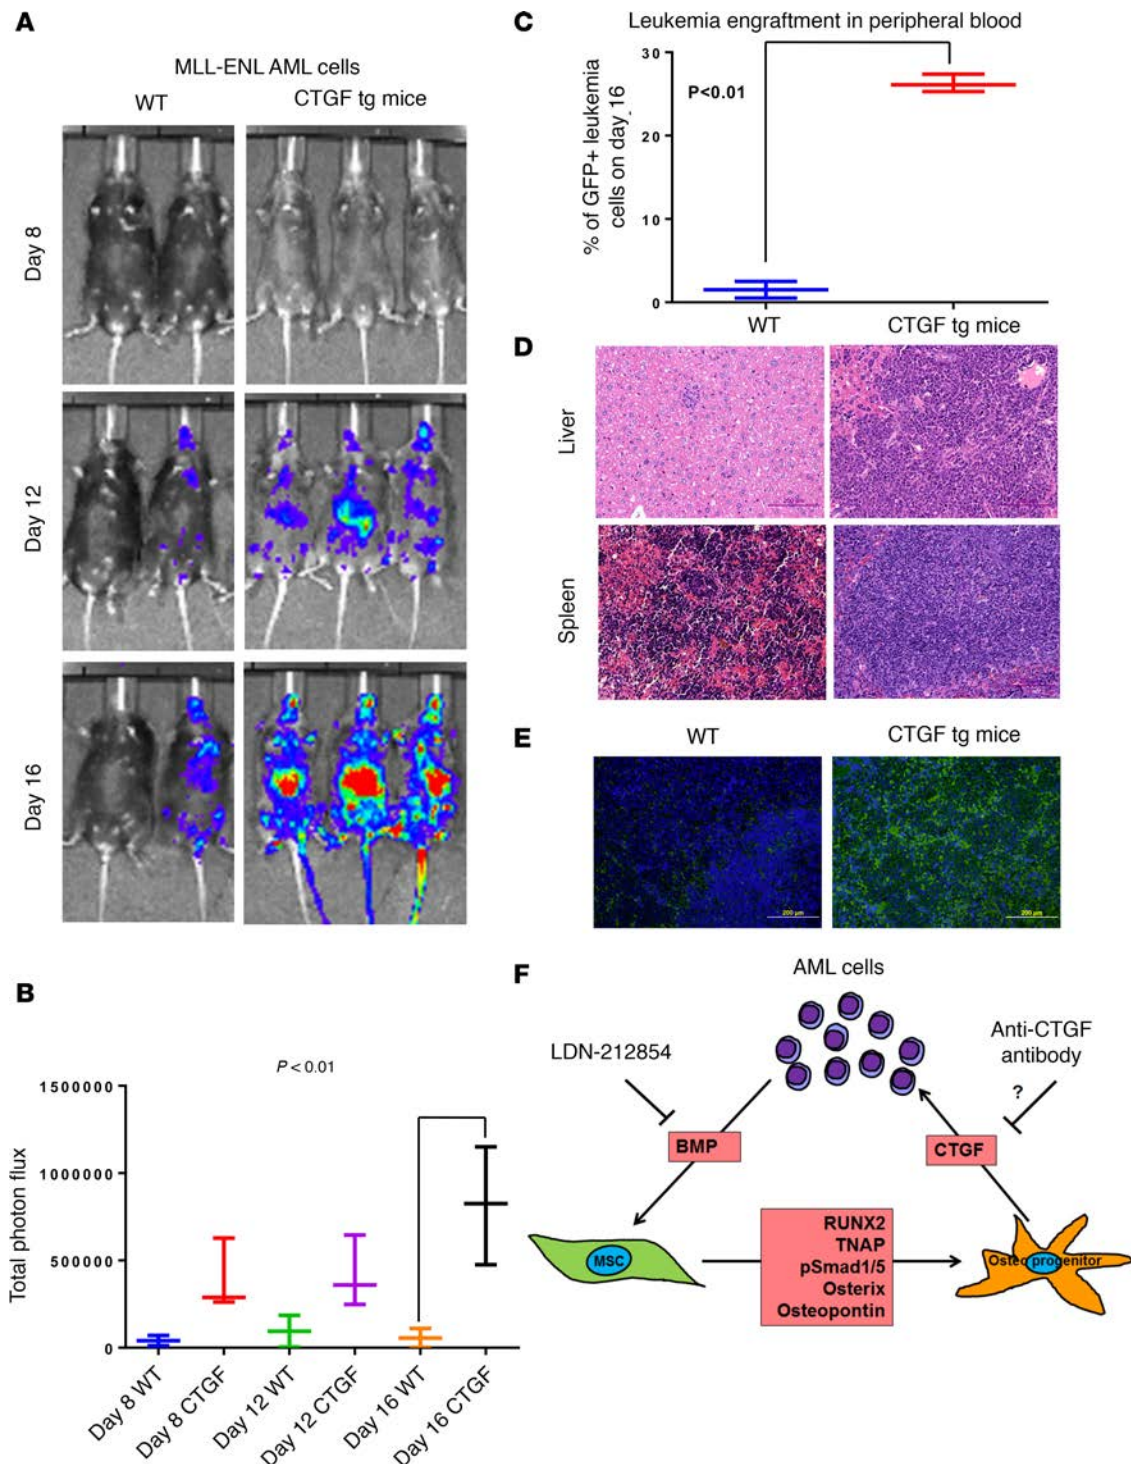 A
MLL-ENL AML cells
WT
CTGF tg mice
Day 8
Day 12
Day 16
B
P < 0.01
Total photon flux
1500000
1000000
500000
0
Day 8 WT
Day 8 CTGF
Day 12 WT
Day 12 CTGF
Day 16 WT
Day 16 CTGF
C
Leukemia engraftment in peripheral blood
% of GFP+ leukemia
cells on day 16
30
20
10
0
P<0.01
WT
CTGF tg mice
D
Liver
Spleen
E
WT
CTGF tg mice
200 µm
200 µm
F
AML cells
LDN-212854
Anti-CTGF
antibody
?
BMP
CTGF
MSC
RUNX2
TNAP
pSmad1/5
Osterix
Osteopontin
Osteo progenitor